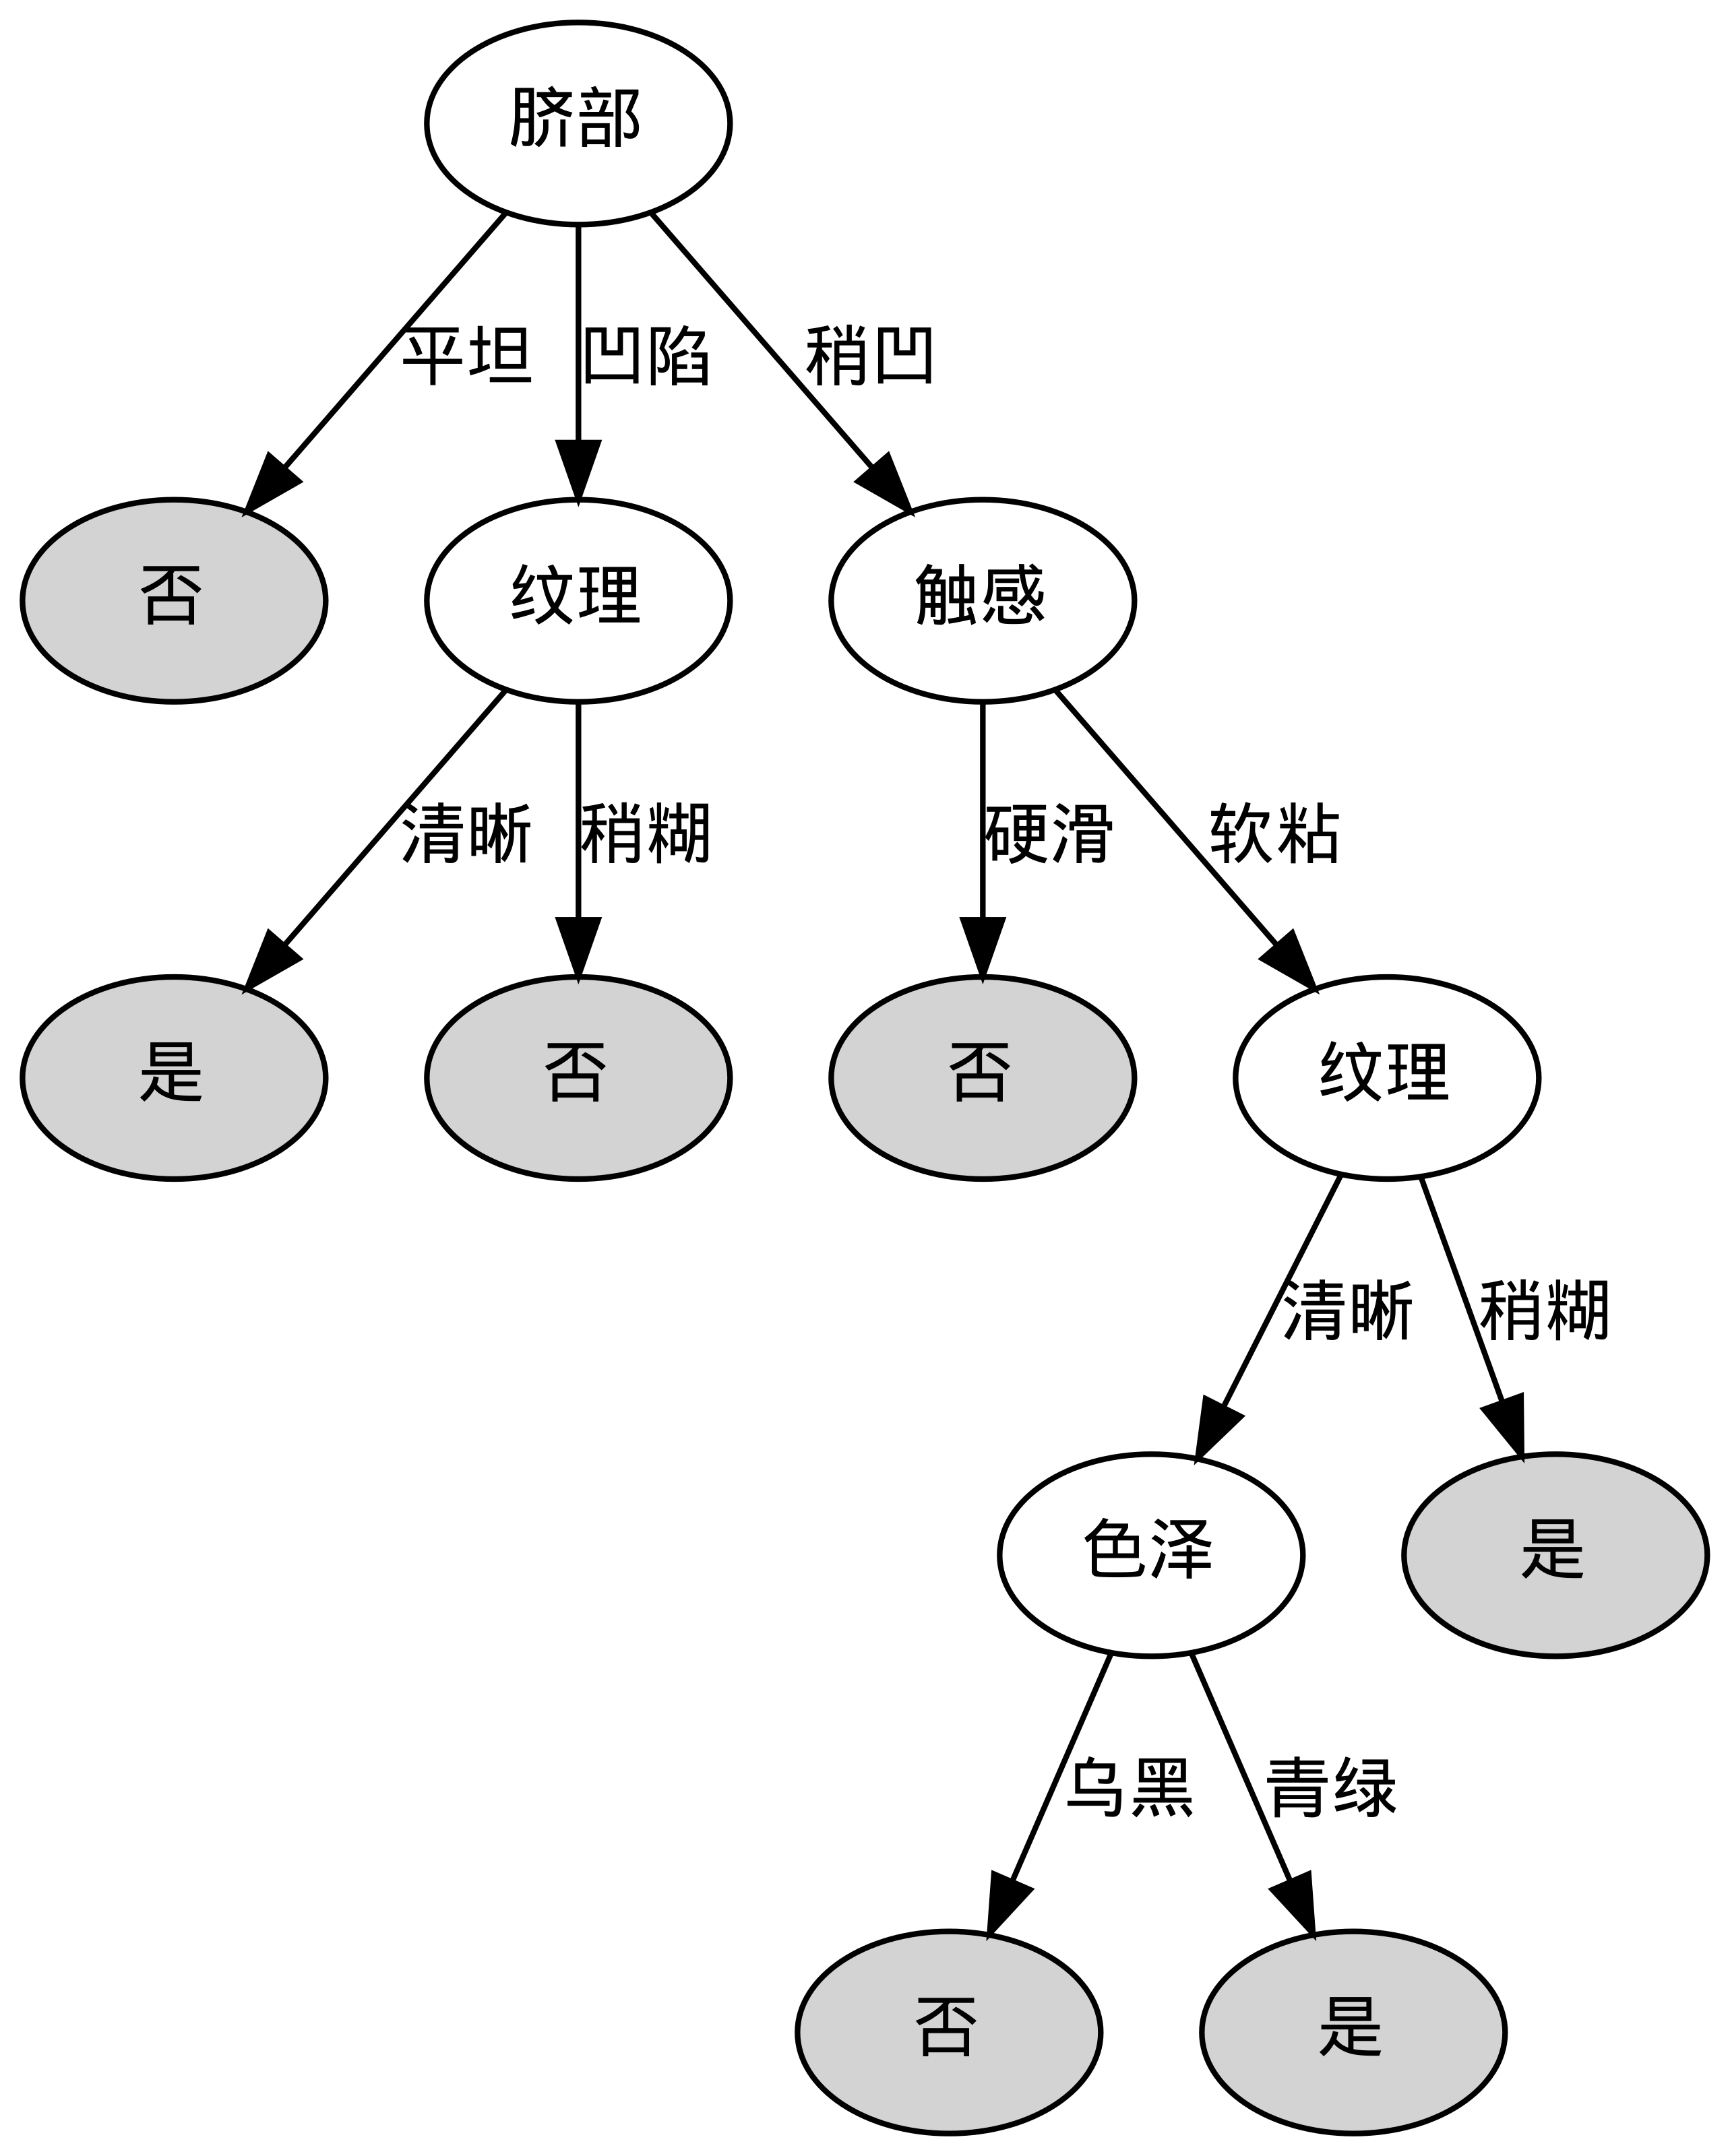 脐部
平坦
凹陷
稍凹
否
纹理
触感
清晰
稍糊
硬滑
软粘
是
否
否
纹理
清晰
稍糊
色泽
是
乌黑
青绿
否
是